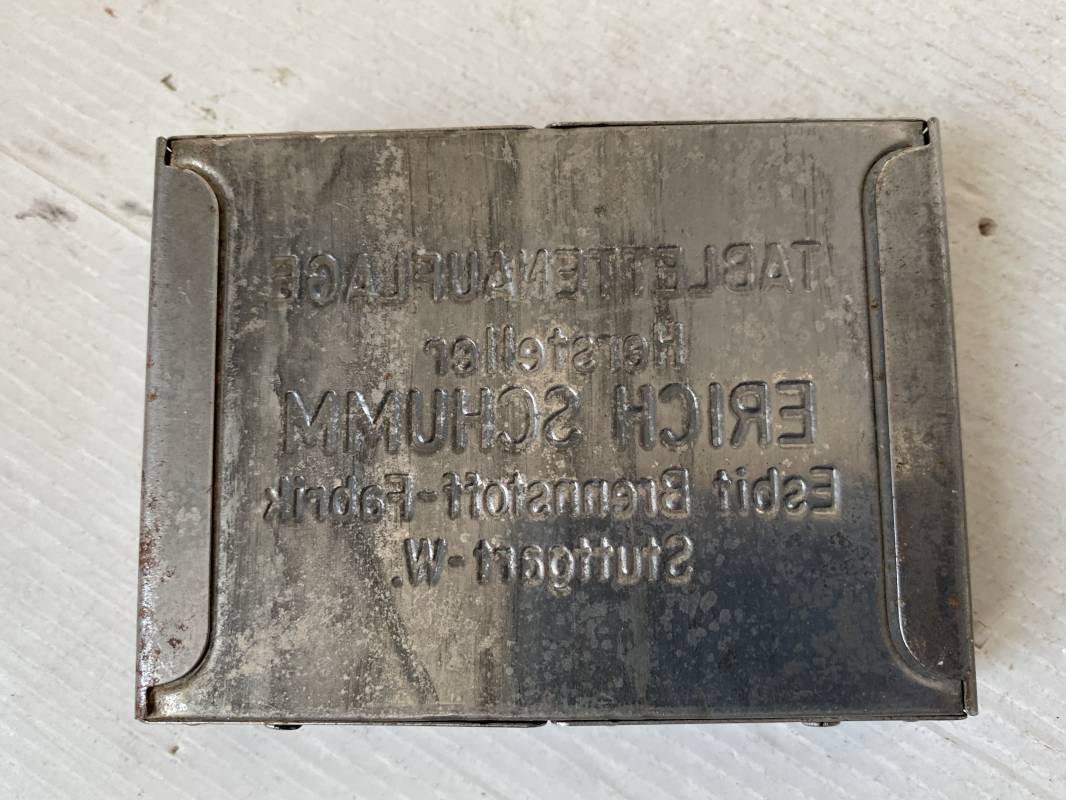 TABLETTENAUFLAGE
Hersteller
ERICH SCHUMM
Esbit Brennstoff-Fabrik
Stuttgart-W.